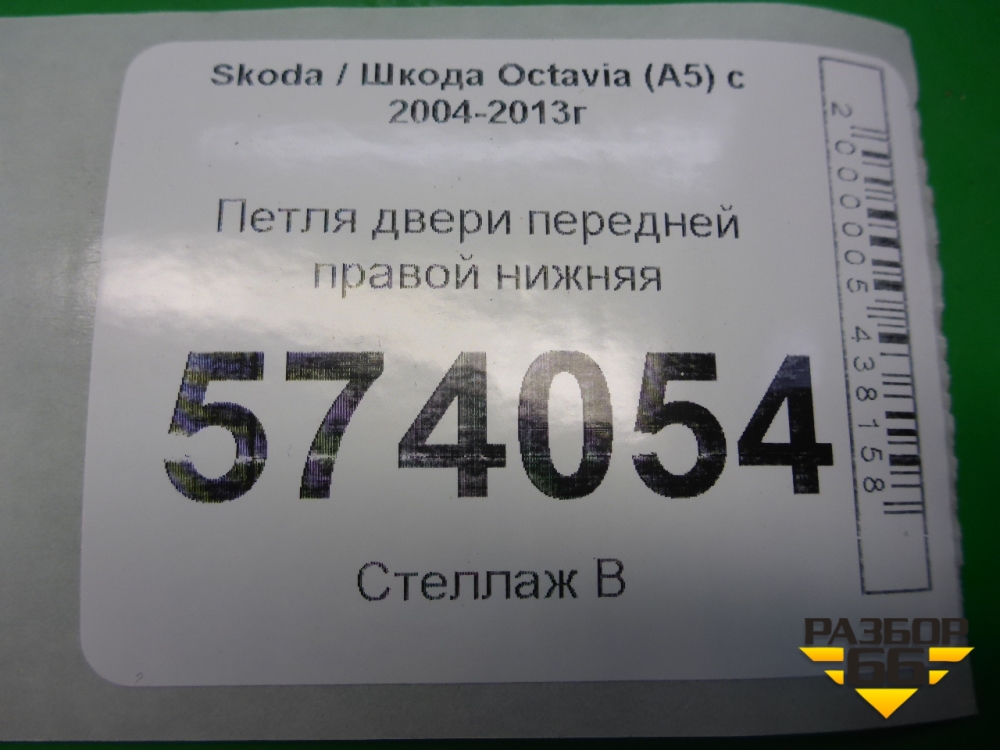 Skoda / Шкода Octavia (A5) с
2004-2013г
Петля двери передней
правой нижняя
574054
Стеллаж В
2000005438158
РАЗБОР
66